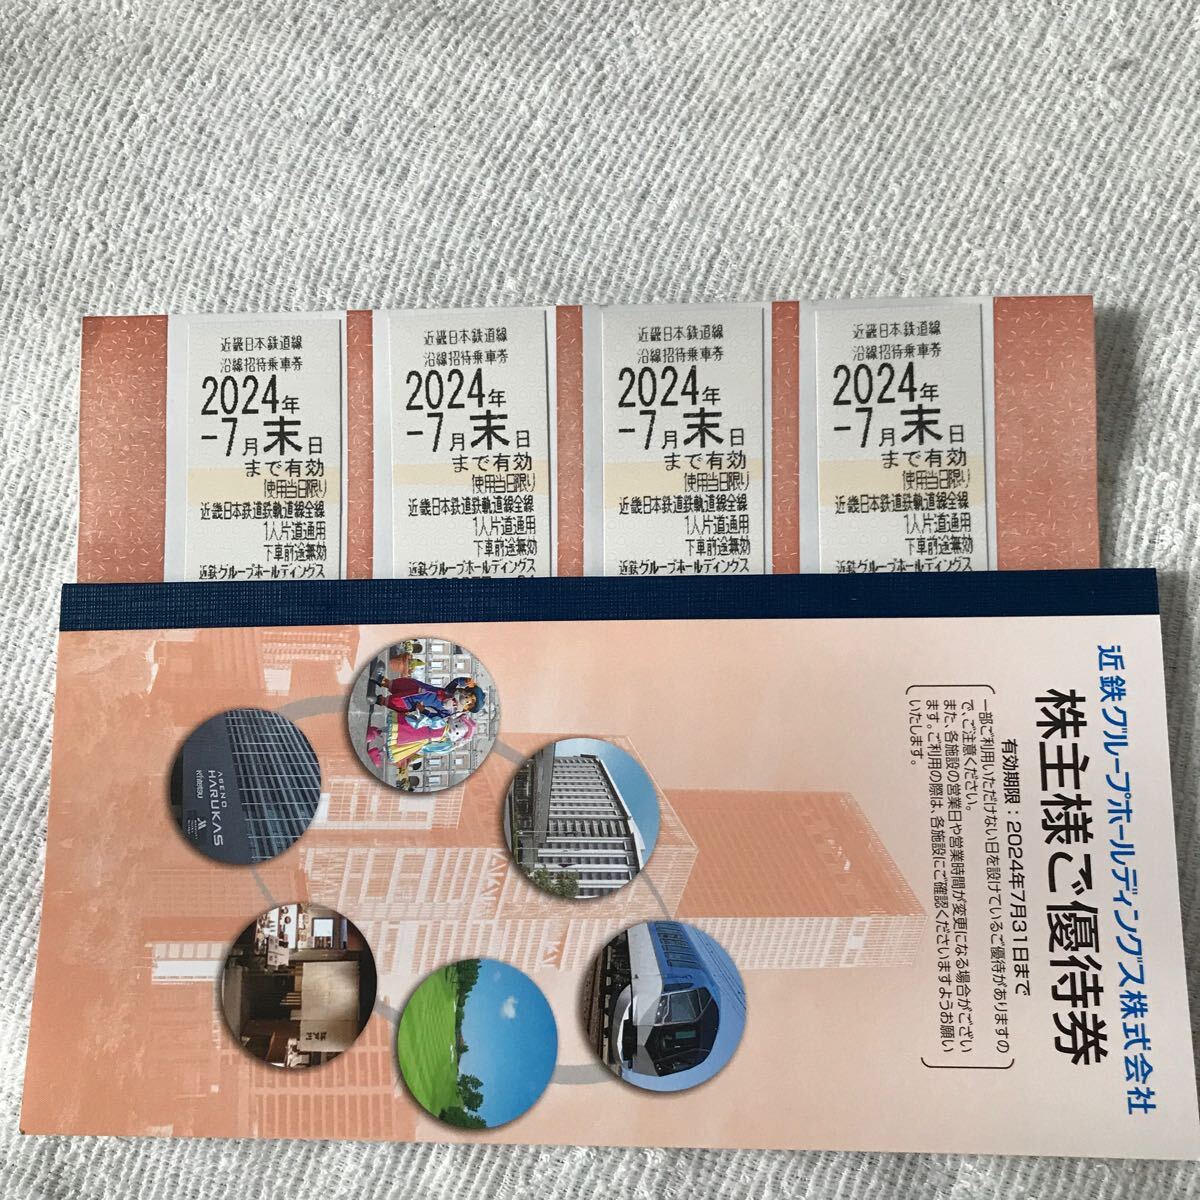 近畿日本鉄道線
沿線招待乗車券
2024年
-7月末日
まで有効
使用当日限り
近畿日本鉄道鉄軌道線全線
1人片道通用
下車前途無効
近鉄グループホールディングス
近畿日本鉄道線
沿線招待乗車券
2024年
-7月末日
まで有効
使用当日限り
近畿日本鉄道鉄軌道線全線
1人片道通用
下車前途無効
近鉄グループホールディングス
近畿日本鉄道線
沿線招待乗車券
2024年
-7月末日
まで有効
使用当日限り
近畿日本鉄道鉄軌道線全線
1人片道通用
下車前途無効
近鉄グループホールディングス
近畿日本鉄道線
沿線招待乗車券
2024年
-7月末日
まで有効
使用当日限り
近畿日本鉄道鉄軌道線全線
1人片道通用
下車前途無効
近鉄グループホールディングス
近鉄グループホールディングス株式会社
株主様ご優待券
有効期限：2024年7月31日まで
一部ご利用いただけない日を設けているご優待がありますの
で、ご注意ください。
また、各施設の営業日や営業時間が変更になる場合がござい
ます。ご利用の際は、各施設にご確認くださいますようお願い
いたします。
ABENO
HARUKAS
Kintetsu